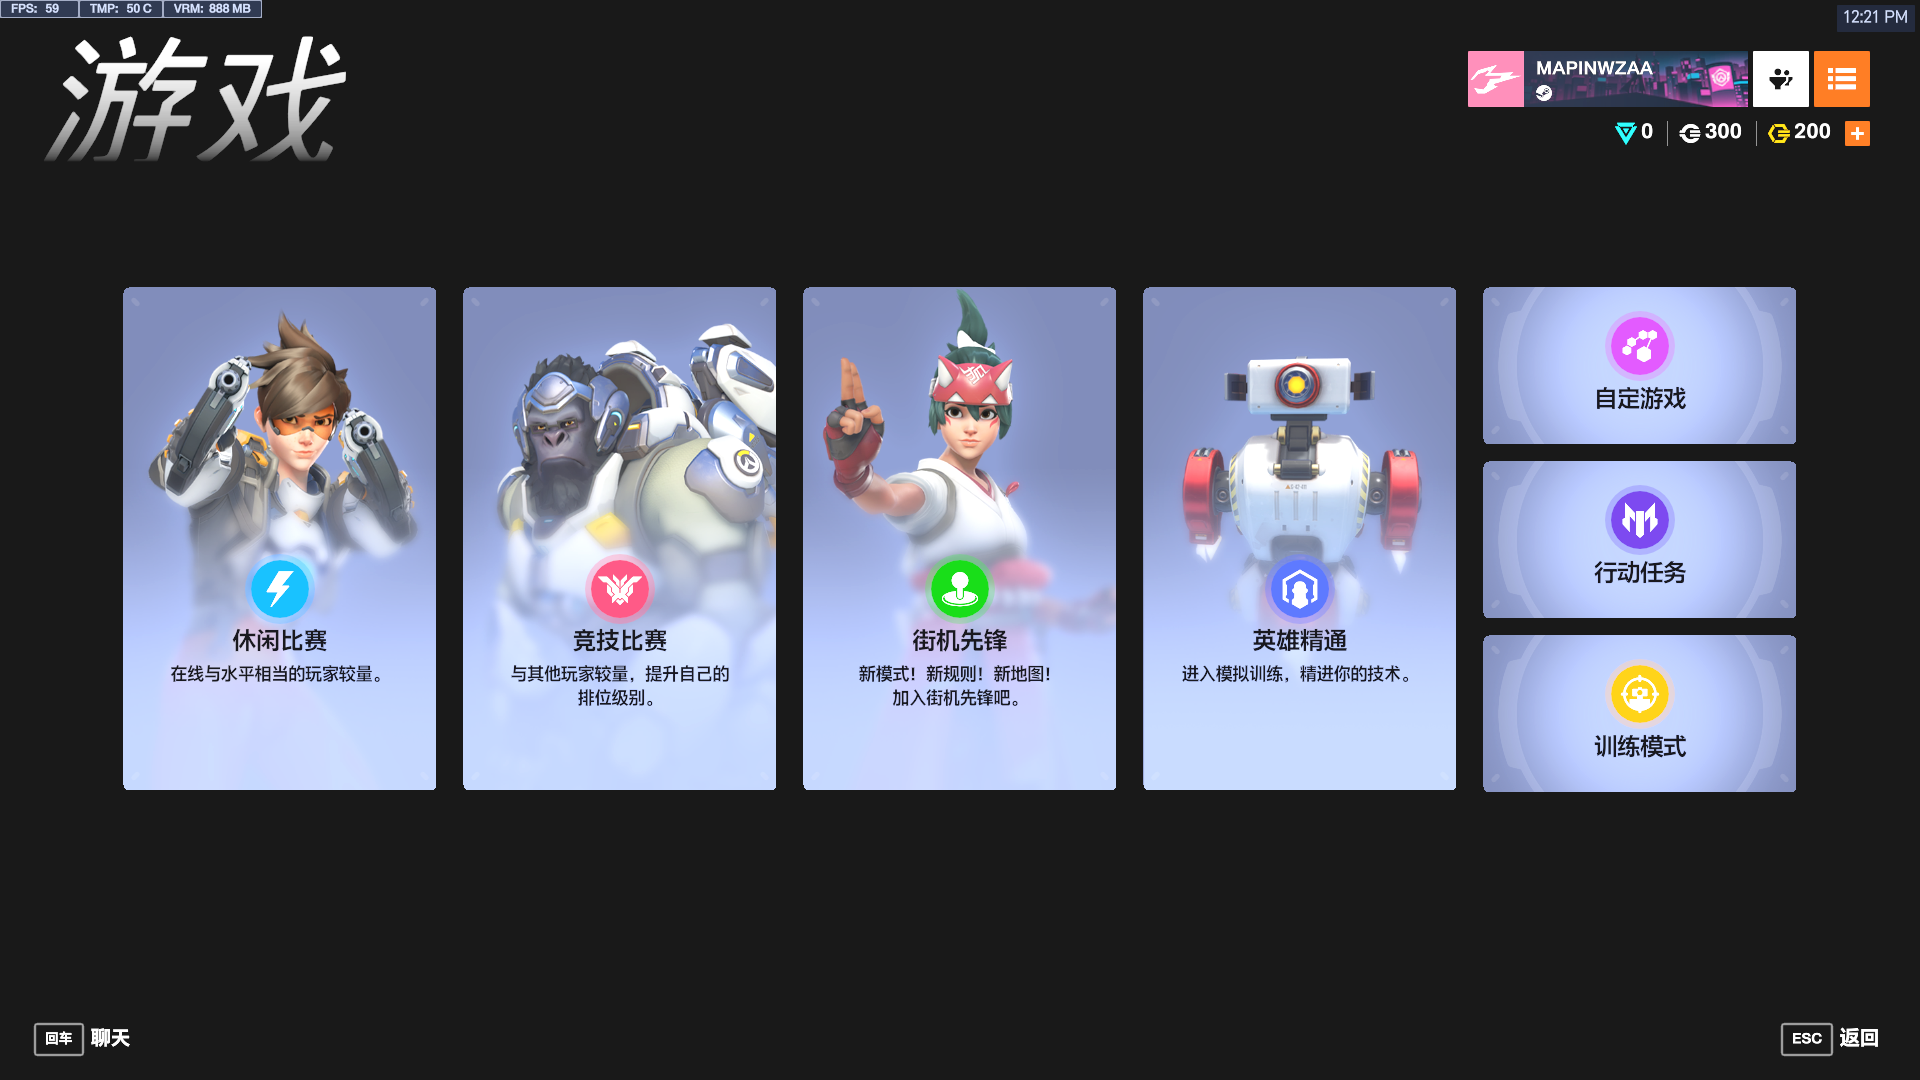 FPS: 59 TMP: 50 C VRM: 888 MB
12:21 PM
游戏
MAPINWZAA
0 300 200
休闲比赛
在线与水平相当的玩家较量。
竞技比赛
与其他玩家较量，提升自己的
排位级别。
街机先锋
新模式！新规则！新地图！
加入街机先锋吧。
英雄精通
进入模拟训练，精进你的技术。
自定游戏
行动任务
训练模式
回车 聊天
ESC 返回